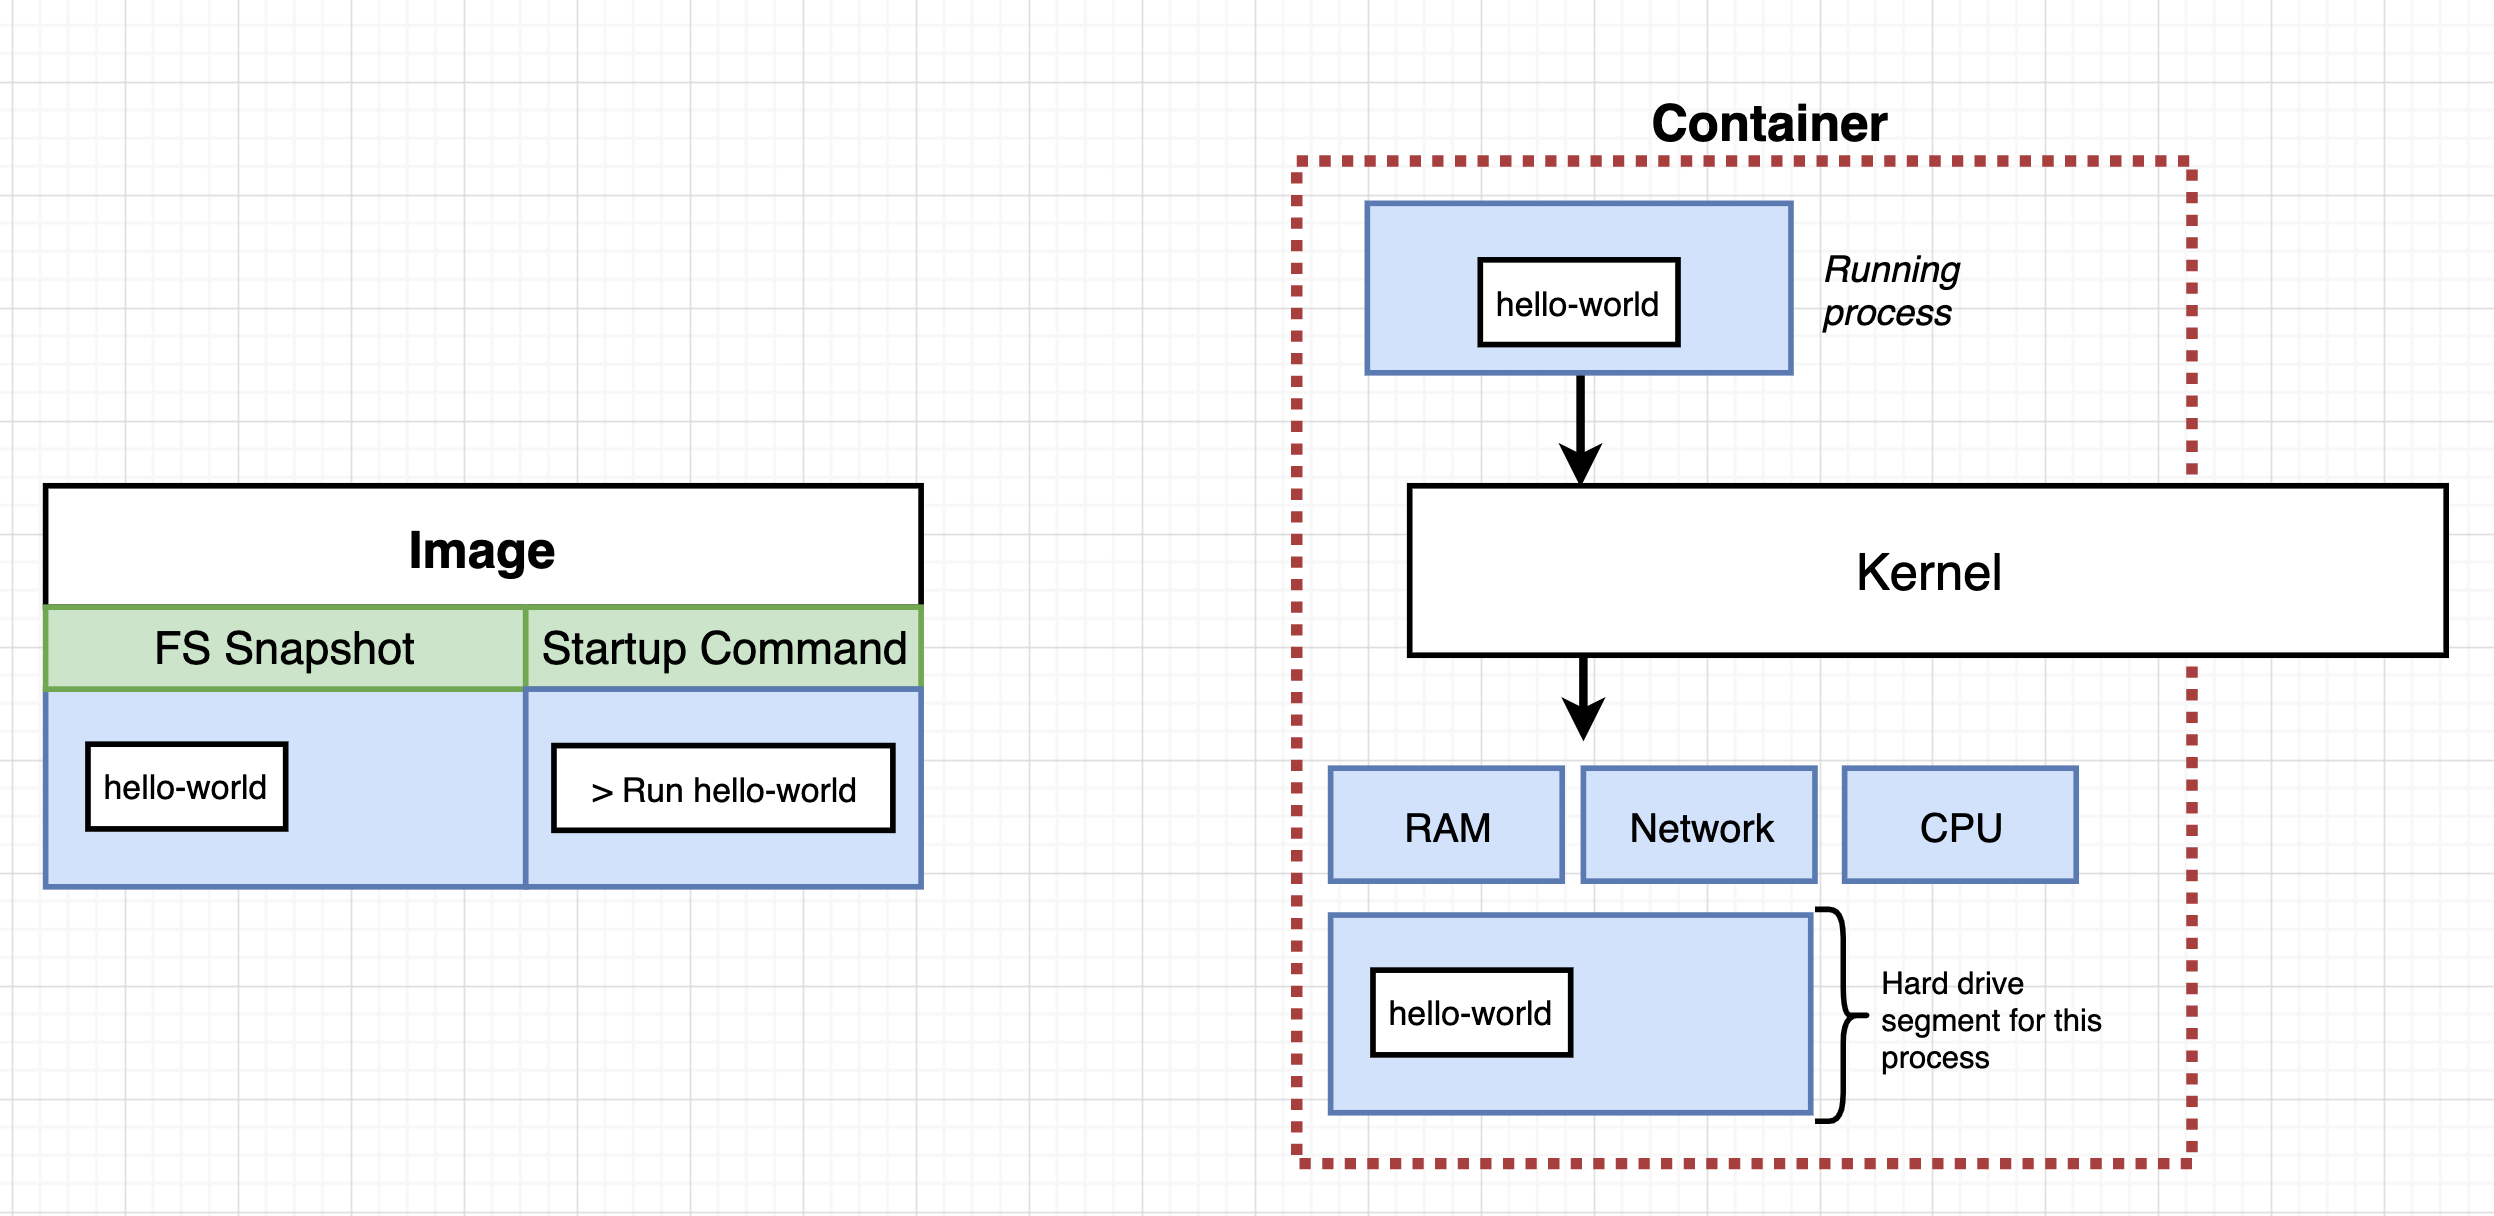 Container
hello-world
Running
process
Image
Kernel
FS Snapshot
Startup Command
hello-world
> Run hello-world
RAM
Network
CPU
hello-world
Hard drive
segment for this
process